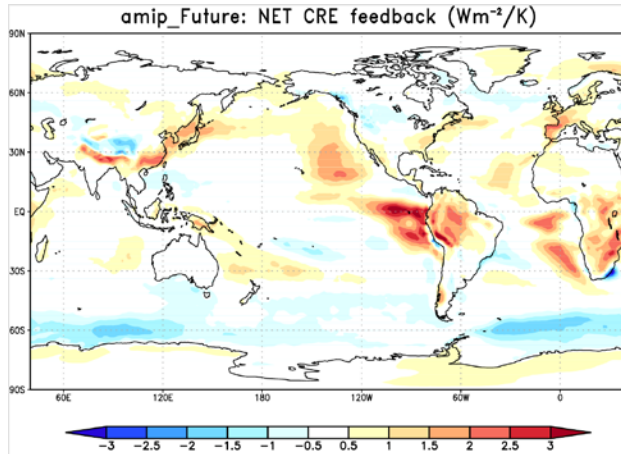 amip_Future: NET CRE feedback (Wm⁻²/K)
90N
60N
30N
EQ
30S
60S
90S
60E 120E 180 120W 60W 0
-3 -2.5 -2 -1.5 -1 -0.5 0.5 1 1.5 2 2.5 3